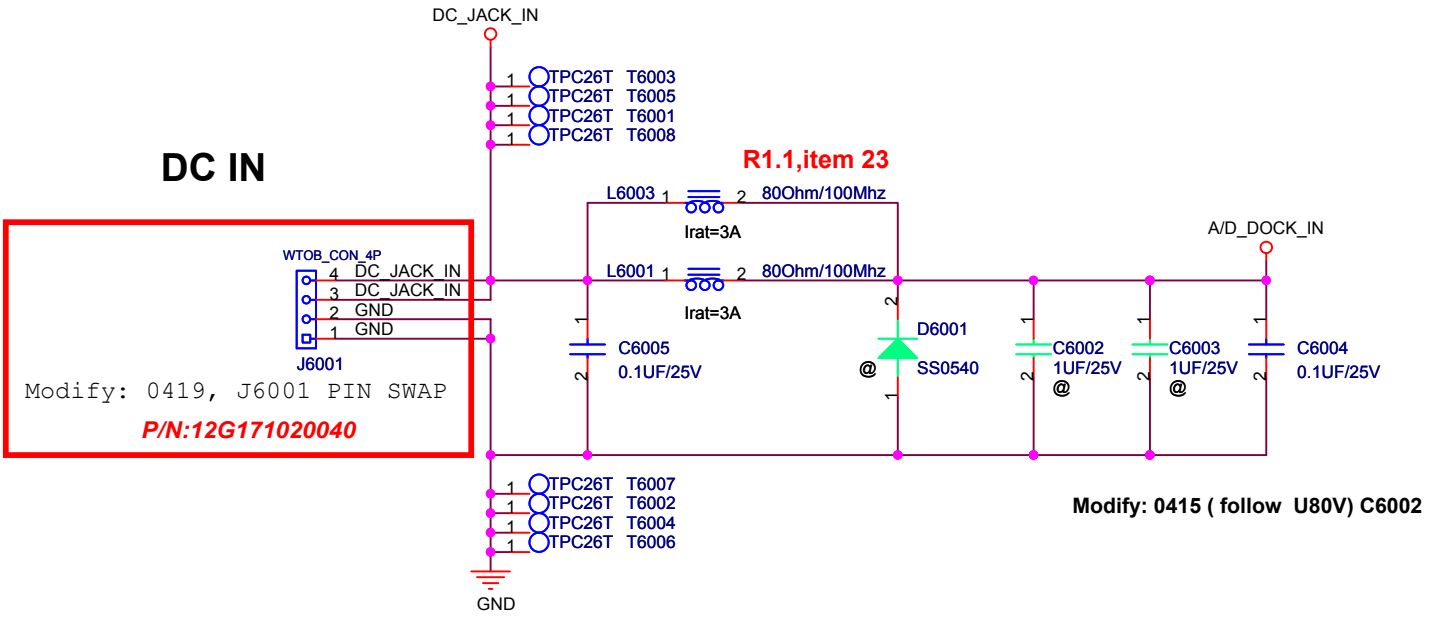 DC_JACK_IN
1 TPC26T T6003
1 TPC26T T6005
1 TPC26T T6001
1 TPC26T T6008
DC IN
R1.1,item 23
L6003 1 2 80Ohm/100Mhz
Irat=3A
A/D_DOCK_IN
WTOB_CON_4P
4 DC_JACK_IN
3 DC_JACK_IN
2 GND
1 GND
J6001
L6001 1 2 80Ohm/100Mhz
Irat=3A
1
C6005
0.1UF/25V
2
2
D6001
SS0540
@
1
1
C6002
1UF/25V
2
@
1
C6003
1UF/25V
2
@
1
C6004
0.1UF/25V
2
Modify: 0419, J6001 PIN SWAP
P/N:12G171020040
1 TPC26T T6007
1 TPC26T T6002
1 TPC26T T6004
1 TPC26T T6006
GND
Modify: 0415 ( follow U80V) C6002